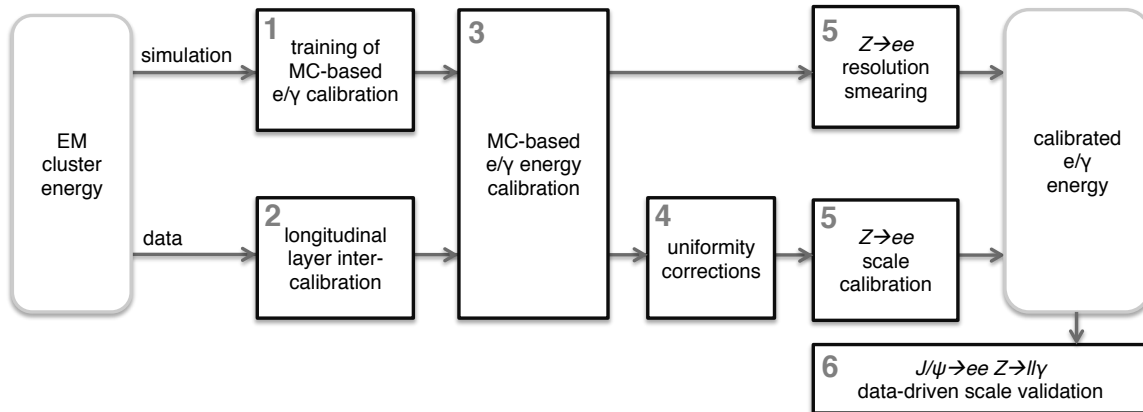 EM
cluster
energy
simulation
data
1
training of
MC-based
e/γ calibration
2
longitudinal
layer inter-
calibration
3
MC-based
e/γ energy
calibration
4
uniformity
corrections
5
Z→ee
resolution
smearing
5
Z→ee
scale
calibration
calibrated
e/γ
energy
6
J/ψ→ee Z→llγ
data-driven scale validation